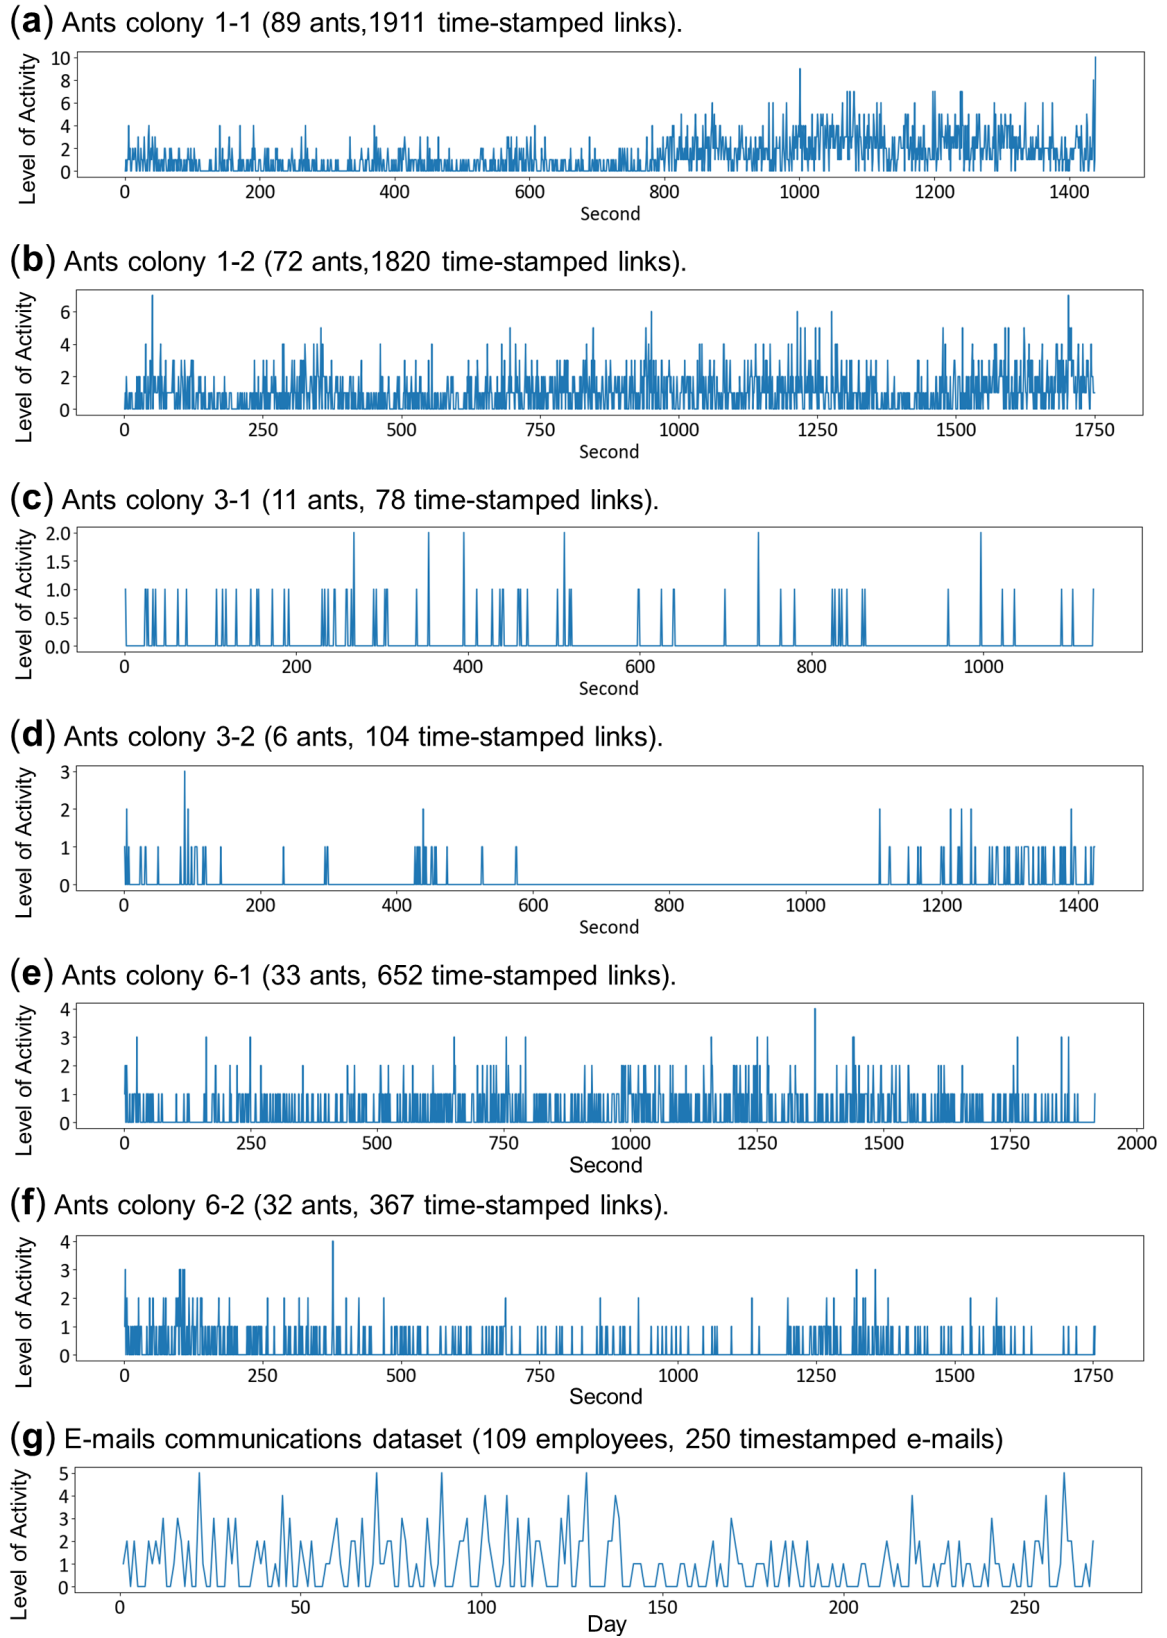 (a) Ants colony 1-1 (89 ants,1911 time-stamped links).
Level of Activity
10
8
6
4
2
0
0 200 400 600 800 1000 1200 1400
Second
(b) Ants colony 1-2 (72 ants,1820 time-stamped links).
Level of Activity
6
4
2
0
0 250 500 750 1000 1250 1500 1750
Second
(c) Ants colony 3-1 (11 ants, 78 time-stamped links).
Level of Activity
2.0
1.5
1.0
0.5
0.0
0 200 400 600 800 1000
Second
(d) Ants colony 3-2 (6 ants, 104 time-stamped links).
Level of Activity
3
2
1
0
0 200 400 600 800 1000 1200 1400
Second
(e) Ants colony 6-1 (33 ants, 652 time-stamped links).
Level of Activity
4
3
2
1
0
0 250 500 750 1000 1250 1500 1750 2000
Second
(f) Ants colony 6-2 (32 ants, 367 time-stamped links).
Level of Activity
4
3
2
1
0
0 250 500 750 1000 1250 1500 1750
Second
(g) E-mails communications dataset (109 employees, 250 timestamped e-mails)
Level of Activity
5
4
3
2
1
0
0 50 100 150 200 250
Day